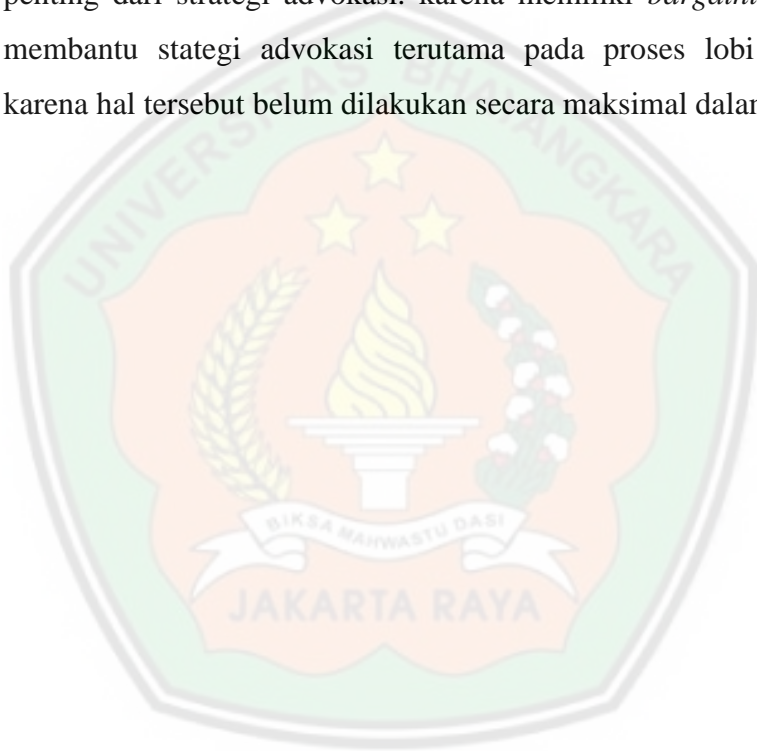 penting dari strategi advokasi. karena memiliki
membantu stategi advokasi terutama pada proses lobi
karena hal tersebut belum dilakukan secara maksimal
UNIVERSITAS BHAYANGKARA
BIKSA MAHWASTU DASI
JAKARTA RAYA